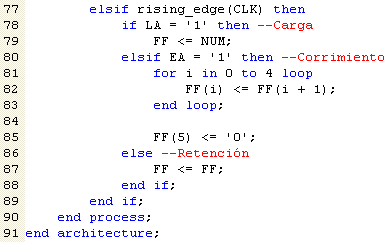 77 elsif rising_edge(CLK) then
78 if LA = '1' then --Carga
79 FF <= NUM;
80 elsif EA = '1' then --Corrimiento
81 for i in 0 to 4 loop
82 FF(i) <= FF(i + 1);
83 end loop;
84
85 FF(5) <= '0';
86 else --Retención
87 FF <= FF;
88 end if;
89 end if;
90 end process;
91 end architecture;